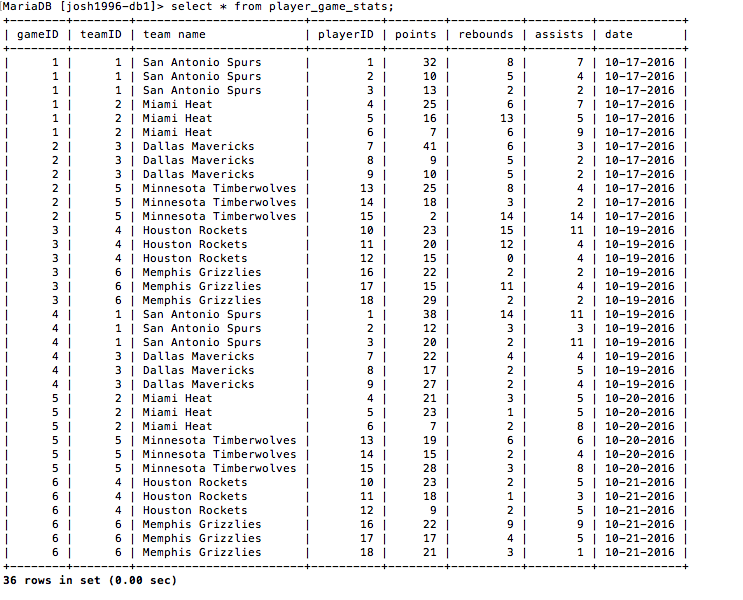 [MariaDB [josh1996-db1]> select * from player_game_stats;
+--------+--------+------------------------+----------+--------+----------+---------+------------+
| gameID | teamID | team name              | playerID | points | rebounds | assists | date       |
+--------+--------+------------------------+----------+--------+----------+---------+------------+
|      1 |      1 | San Antonio Spurs      |        1 |     32 |        8 |       7 | 10-17-2016 |
|      1 |      1 | San Antonio Spurs      |        2 |     10 |        5 |       4 | 10-17-2016 |
|      1 |      1 | San Antonio Spurs      |        3 |     13 |        2 |       2 | 10-17-2016 |
|      1 |      2 | Miami Heat             |        4 |     25 |        6 |       7 | 10-17-2016 |
|      1 |      2 | Miami Heat             |        5 |     16 |       13 |       5 | 10-17-2016 |
|      1 |      2 | Miami Heat             |        6 |      7 |        6 |       9 | 10-17-2016 |
|      2 |      3 | Dallas Mavericks       |        7 |     41 |        6 |       3 | 10-17-2016 |
|      2 |      3 | Dallas Mavericks       |        8 |      9 |        5 |       2 | 10-17-2016 |
|      2 |      3 | Dallas Mavericks       |        9 |     10 |        5 |       2 | 10-17-2016 |
|      2 |      5 | Minnesota Timberwolves |       13 |     25 |        8 |       4 | 10-17-2016 |
|      2 |      5 | Minnesota Timberwolves |       14 |     18 |        3 |       2 | 10-17-2016 |
|      2 |      5 | Minnesota Timberwolves |       15 |      2 |       14 |      14 | 10-17-2016 |
|      3 |      4 | Houston Rockets        |       10 |     23 |       15 |      11 | 10-19-2016 |
|      3 |      4 | Houston Rockets        |       11 |     20 |       12 |       4 | 10-19-2016 |
|      3 |      4 | Houston Rockets        |       12 |     15 |        0 |       4 | 10-19-2016 |
|      3 |      6 | Memphis Grizzlies      |       16 |     22 |        2 |       2 | 10-19-2016 |
|      3 |      6 | Memphis Grizzlies      |       17 |     15 |       11 |       4 | 10-19-2016 |
|      3 |      6 | Memphis Grizzlies      |       18 |     29 |        2 |       2 | 10-19-2016 |
|      4 |      1 | San Antonio Spurs      |        1 |     38 |       14 |      11 | 10-19-2016 |
|      4 |      1 | San Antonio Spurs      |        2 |     12 |        3 |       3 | 10-19-2016 |
|      4 |      1 | San Antonio Spurs      |        3 |     20 |        2 |      11 | 10-19-2016 |
|      4 |      3 | Dallas Mavericks       |        7 |     22 |        4 |       4 | 10-19-2016 |
|      4 |      3 | Dallas Mavericks       |        8 |     17 |        2 |       5 | 10-19-2016 |
|      4 |      3 | Dallas Mavericks       |        9 |     27 |        2 |       4 | 10-19-2016 |
|      5 |      2 | Miami Heat             |        4 |     21 |        3 |       5 | 10-20-2016 |
|      5 |      2 | Miami Heat             |        5 |     23 |        1 |       5 | 10-20-2016 |
|      5 |      2 | Miami Heat             |        6 |      7 |        2 |       8 | 10-20-2016 |
|      5 |      5 | Minnesota Timberwolves |       13 |     19 |        6 |       6 | 10-20-2016 |
|      5 |      5 | Minnesota Timberwolves |       14 |     15 |        2 |       4 | 10-20-2016 |
|      5 |      5 | Minnesota Timberwolves |       15 |     28 |        3 |       8 | 10-20-2016 |
|      6 |      4 | Houston Rockets        |       10 |     23 |        2 |       5 | 10-21-2016 |
|      6 |      4 | Houston Rockets        |       11 |     18 |        1 |       3 | 10-21-2016 |
|      6 |      4 | Houston Rockets        |       12 |      9 |        2 |       5 | 10-21-2016 |
|      6 |      6 | Memphis Grizzlies      |       16 |     22 |        9 |       9 | 10-21-2016 |
|      6 |      6 | Memphis Grizzlies      |       17 |     17 |        4 |       5 | 10-21-2016 |
|      6 |      6 | Memphis Grizzlies      |       18 |     21 |        3 |       1 | 10-21-2016 |
+--------+--------+------------------------+----------+--------+----------+---------+------------+
36 rows in set (0.00 sec)